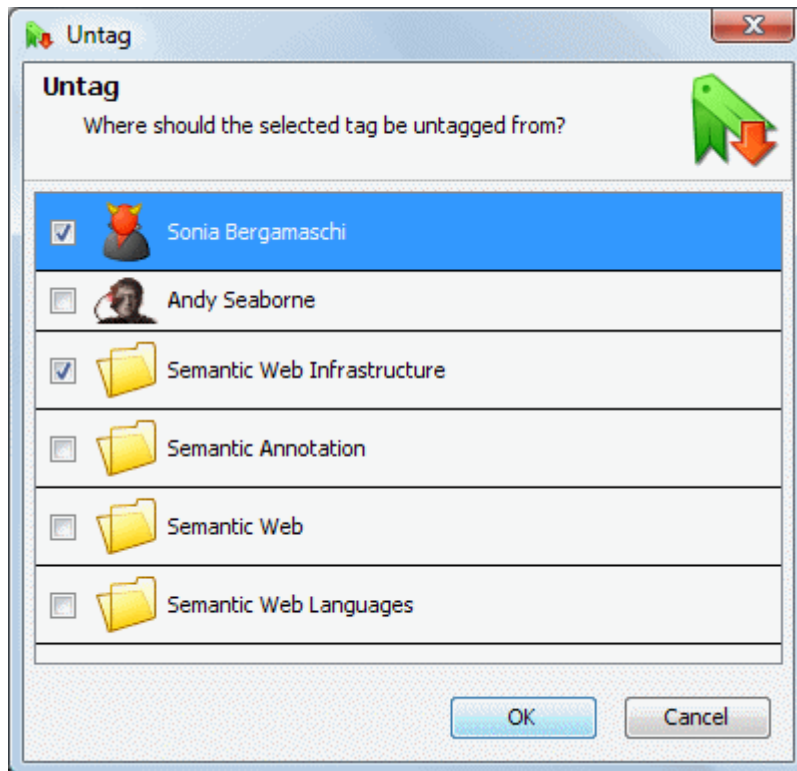 Untag
Untag
Where should the selected tag be untagged from?
Sonia Bergamaschi
Andy Seaborne
Semantic Web Infrastructure
Semantic Annotation
Semantic Web
Semantic Web Languages
OK Cancel